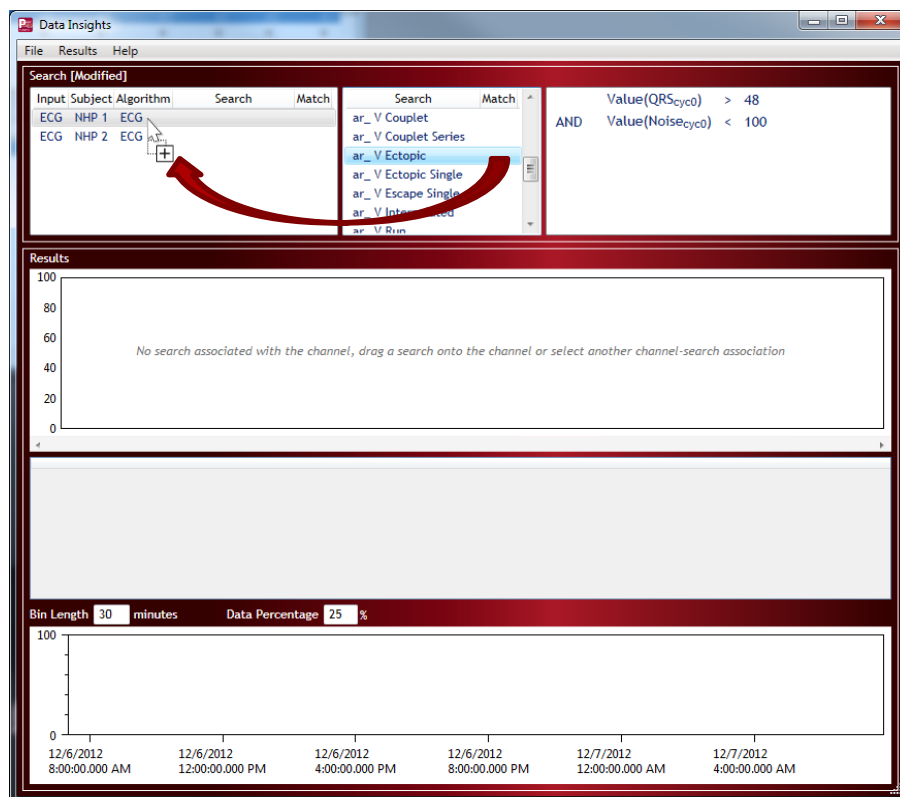 Data Insights
File Results Help
Search [Modified]
Input Subject Algorithm Search Match
ECG NHP 1 ECG
ECG NHP 2 ECG
Search Match
ar_ V Couplet
ar_ V Couplet Series
ar_ V Ectopic
ar_ V Ectopic Single
ar_ V Escape Single
ar_ V Interpolated
ar_ V Run
Value(QRScyc0) > 48
AND Value(Noisecyc0) < 100
Results
100
80
60
40
20
0
No search associated with the channel, drag a search onto the channel or select another channel-search association
Bin Length 30 minutes Data Percentage 25 %
100
0
12/6/2012 12/6/2012 12/6/2012 12/6/2012 12/7/2012 12/7/2012
8:00:00.000 AM 12:00:00.000 PM 4:00:00.000 PM 8:00:00.000 PM 12:00:00.000 AM 4:00:00.000 AM